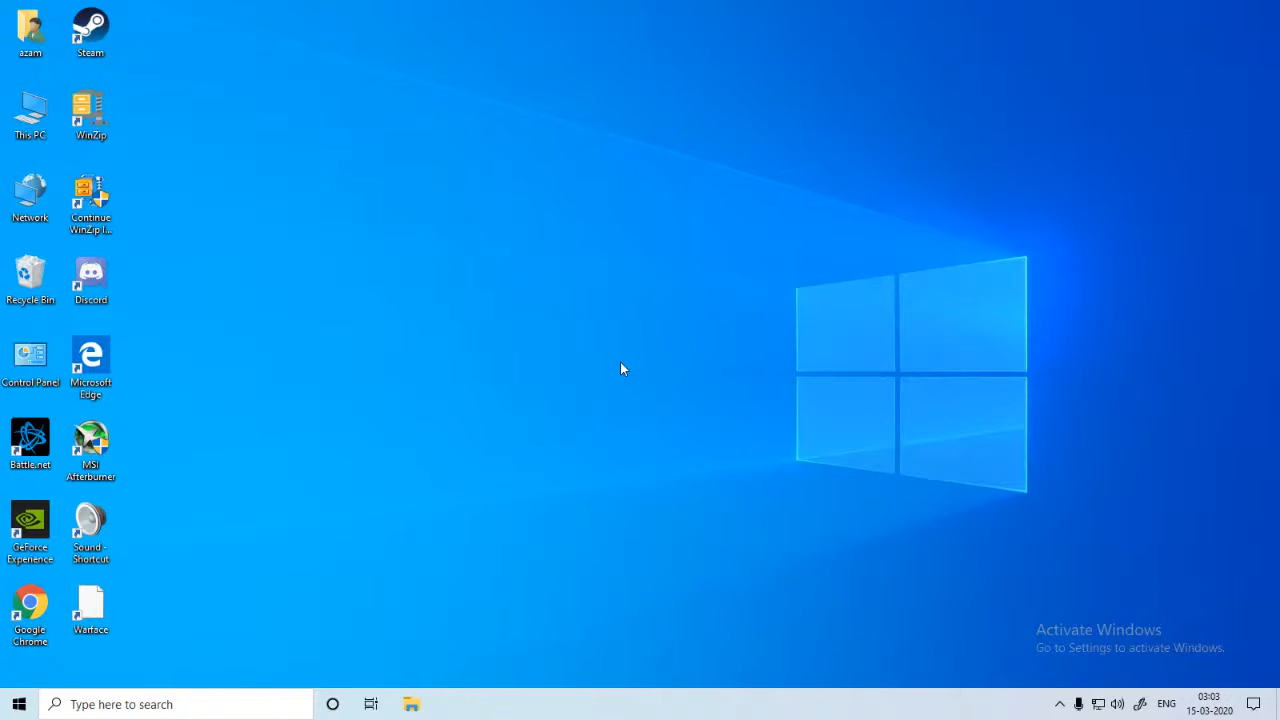 azam
Steam
This PC
WinZip
Network
Continue
WinZip I...
Recycle Bin
Discord
Control Panel
Microsoft
Edge
Battle.net
MSI
Afterburner
GeForce
Experience
Sound -
Shortcut
Google
Chrome
Warface
Activate Windows
Go to Settings to activate Windows.
Type here to search
ENG
03:03
15-03-2020